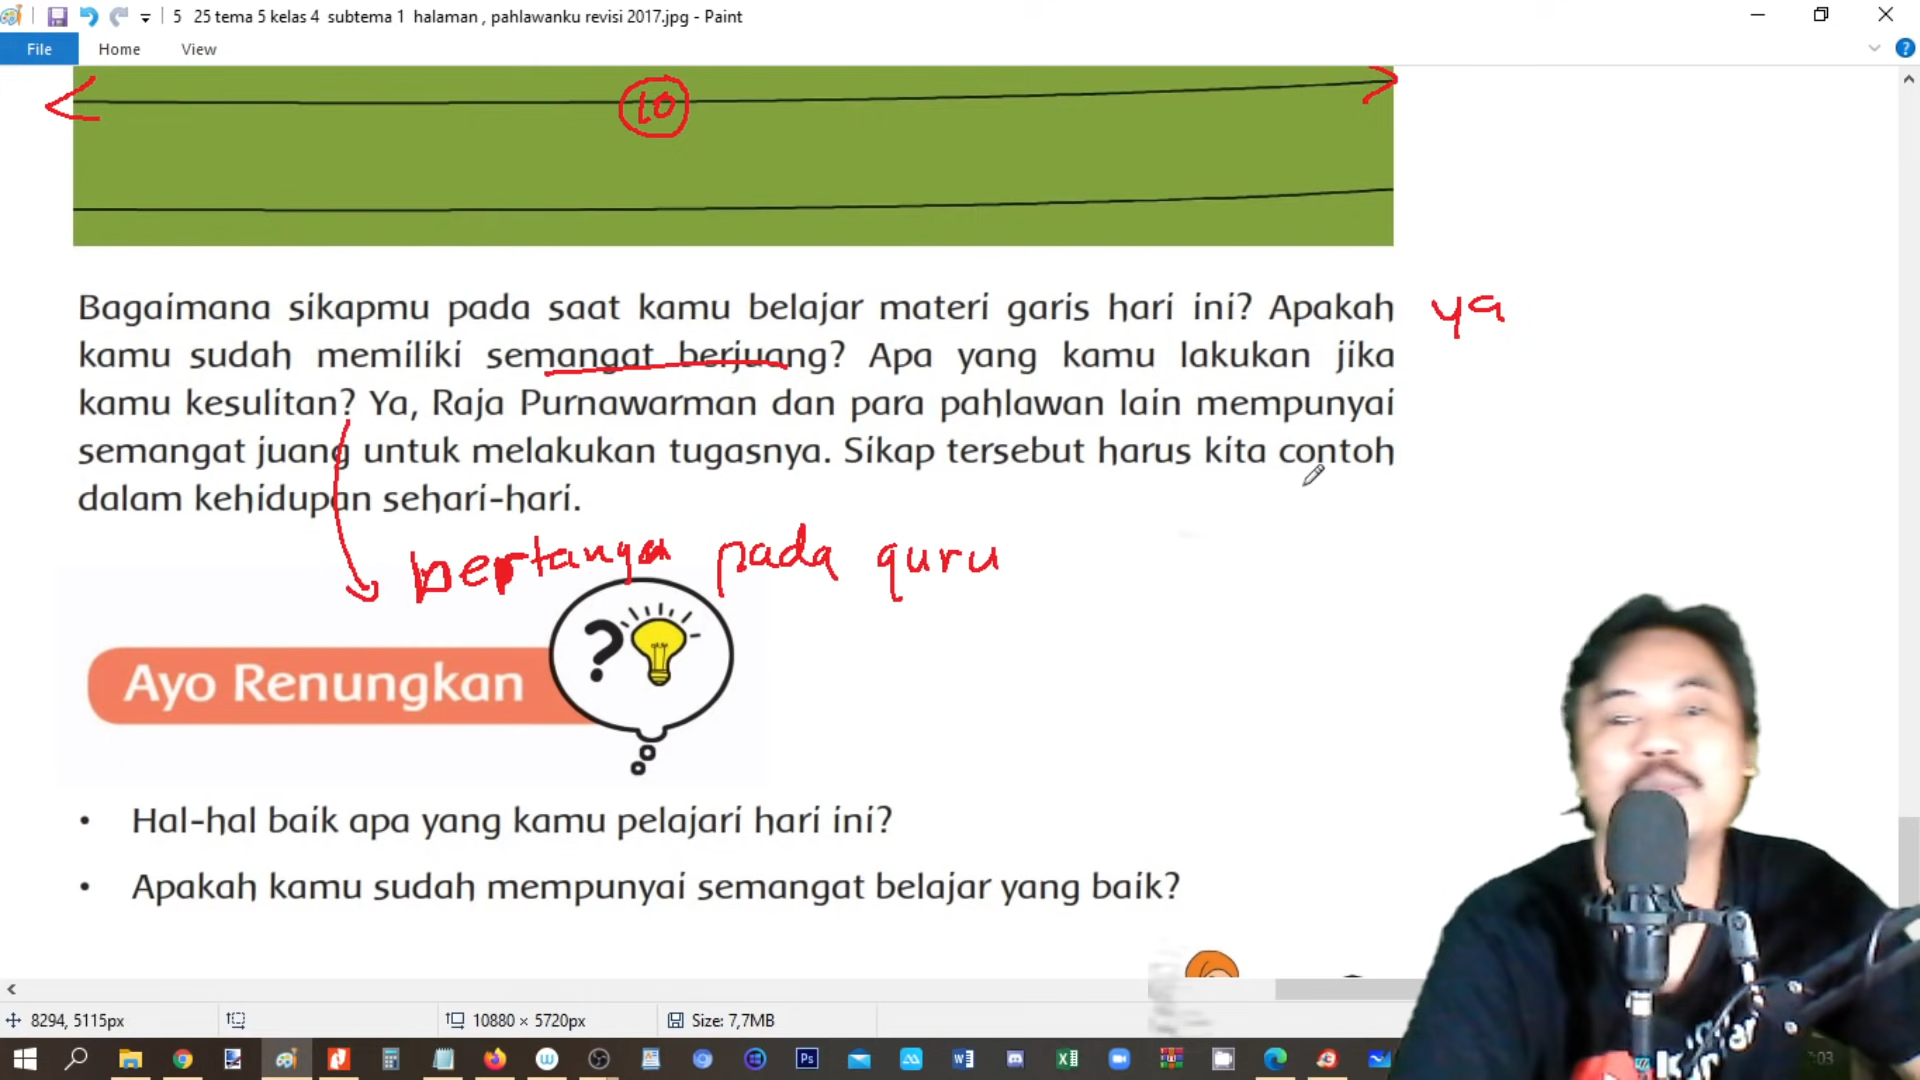 5 25 tema 5 kelas 4 subtema 1 halaman , pahlawanku revisi 2017.jpg - Paint
File Home View
10
Bagaimana sikapmu pada saat kamu belajar materi garis hari ini? Apakah ya
kamu sudah memiliki semangat berjuang? Apa yang kamu lakukan jika
kamu kesulitan? Ya, Raja Purnawarman dan para pahlawan lain mempunyai
semangat juang untuk melakukan tugasnya. Sikap tersebut harus kita contoh
dalam kehidupan sehari-hari.
bertanya pada guru
Ayo Renungkan
• Hal-hal baik apa yang kamu pelajari hari ini?
• Apakah kamu sudah mempunyai semangat belajar yang baik?
8294, 5115px 10880 × 5720px Size: 7,7MB